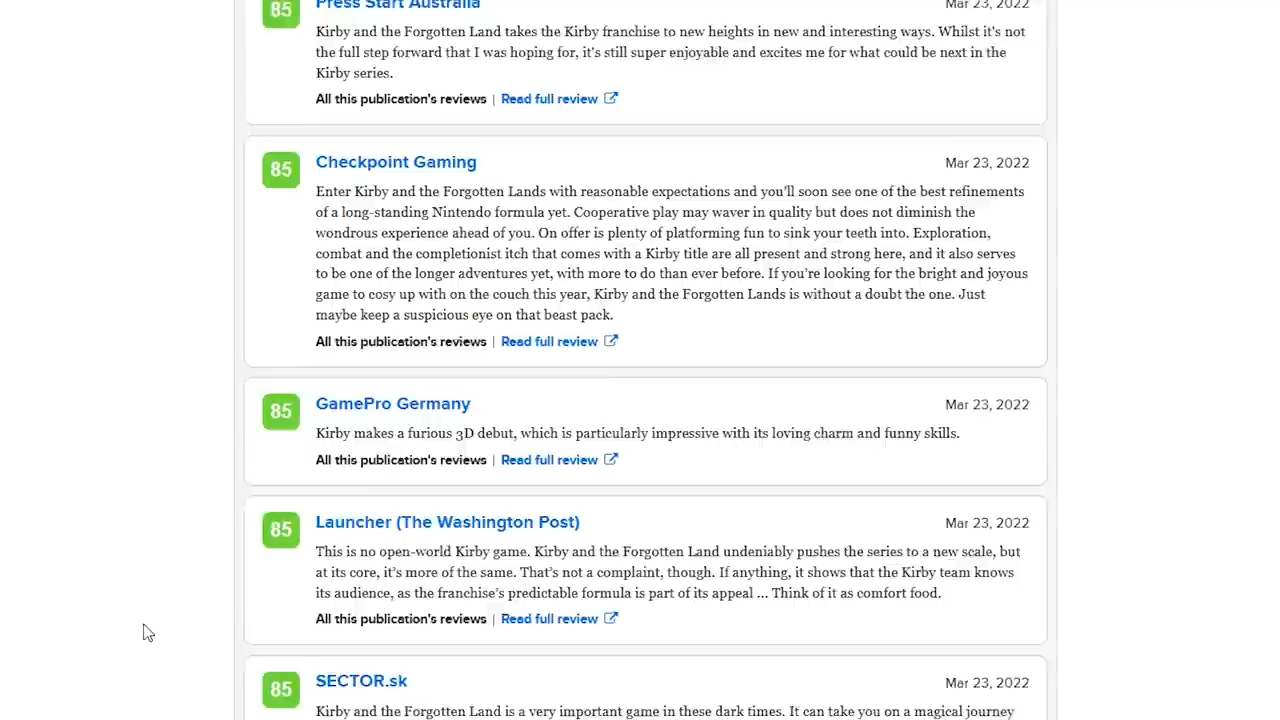 85
Press Start Australia
Mar 23, 2022
Kirby and the Forgotten Land takes the Kirby franchise to new heights in new and interesting ways. Whilst it's not
the full step forward that I was hoping for, it's still super enjoyable and excites me for what could be next in the
Kirby series.
All this publication's reviews | Read full review
85
Checkpoint Gaming
Mar 23, 2022
Enter Kirby and the Forgotten Lands with reasonable expectations and you'll soon see one of the best refinements
of a long-standing Nintendo formula yet. Cooperative play may waver in quality but does not diminish the
wondrous experience ahead of you. On offer is plenty of platforming fun to sink your teeth into. Exploration,
combat and the completionist itch that comes with a Kirby title are all present and strong here, and it also serves
to be one of the longer adventures yet, with more to do than ever before. If you're looking for the bright and joyous
game to cosy up with on the couch this year, Kirby and the Forgotten Lands is without a doubt the one. Just
maybe keep a suspicious eye on that beast pack.
All this publication's reviews | Read full review
85
GamePro Germany
Mar 23, 2022
Kirby makes a furious 3D debut, which is particularly impressive with its loving charm and funny skills.
All this publication's reviews | Read full review
85
Launcher (The Washington Post)
Mar 23, 2022
This is no open-world Kirby game. Kirby and the Forgotten Land undeniably pushes the series to a new scale, but
at its core, it's more of the same. That's not a complaint, though. If anything, it shows that the Kirby team knows
its audience, as the franchise's predictable formula is part of its appeal ... Think of it as comfort food.
All this publication's reviews | Read full review
85
SECTOR.sk
Mar 23, 2022
Kirby and the Forgotten Land is a very important game in these dark times. It can take you on a magical journey